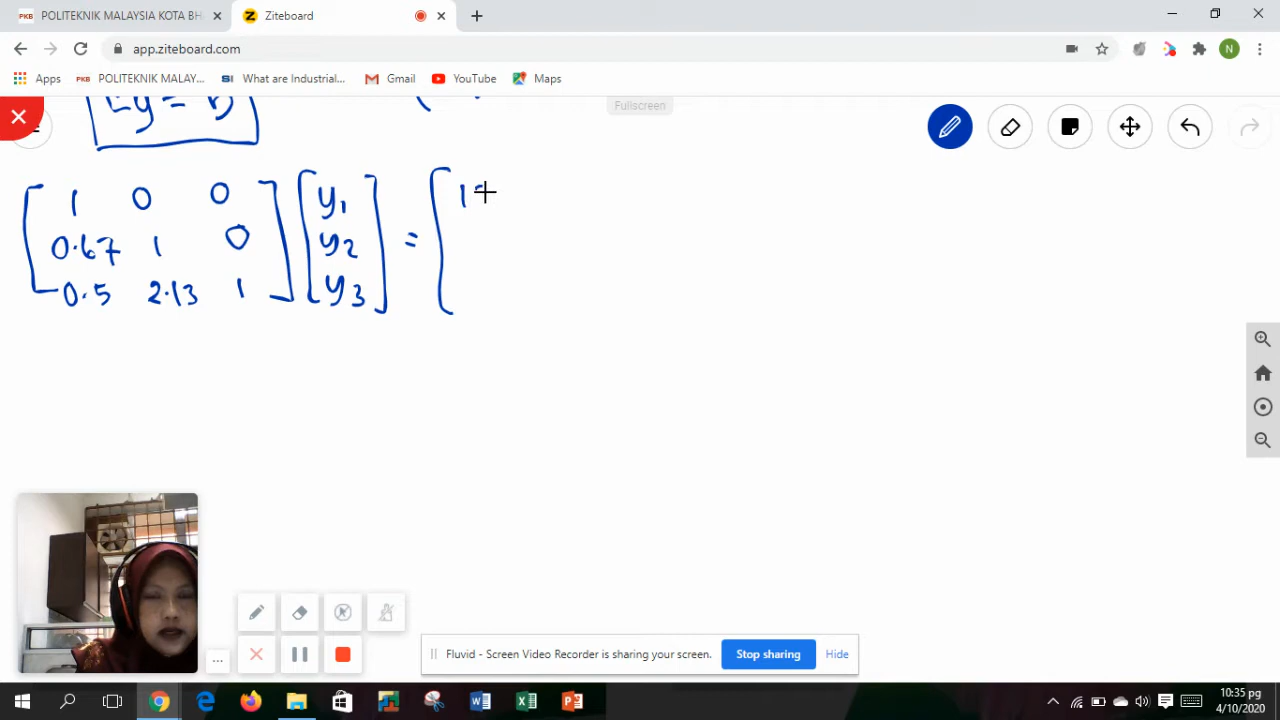 POLITEKNIK MALAYSIA KOTA BH
Ziteboard
app.ziteboard.com
N
Apps
POLITEKNIK MALAY...
What are Industrial...
Gmail
YouTube
Maps
Fullscreen
Ly = b
1 0 0
0.67 1 0
0.5 2.13 1
y1
y2
y3
=
1
...
Fluvid - Screen Video Recorder is sharing your screen.
Stop sharing
Hide
10:35 pg
4/10/2020